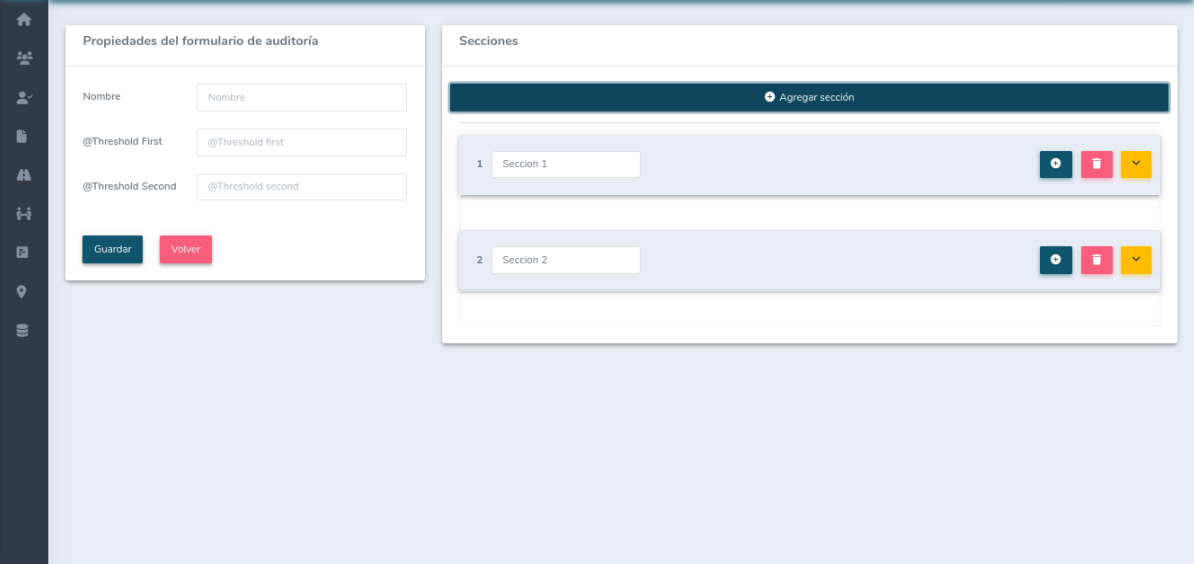 Propiedades del formulario de auditoría
Nombre
Nombre
@Threshold First
@Threshold first
@Threshold Second
@Threshold second
Guardar
Volver
Secciones
Agregar sección
1
Seccion 1
2
Seccion 2